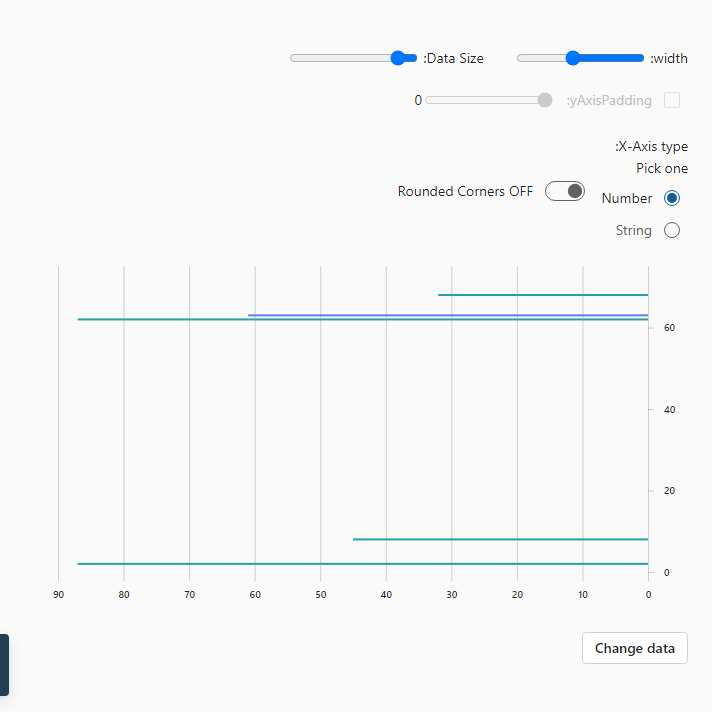 :width
:Data Size
:yAxisPadding
0
:X-Axis type
Pick one
Number
String
Rounded Corners OFF
60
40
20
0
90 80 70 60 50 40 30 20 10 0
Change data